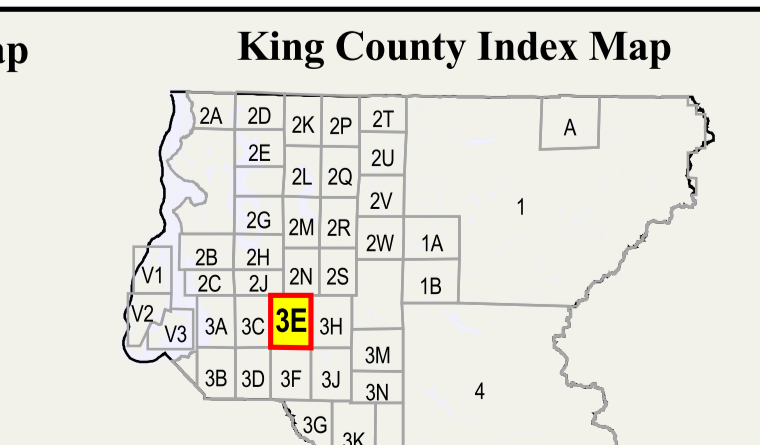 ap
King County Index Map
2A 2D 2K 2P 2T A
2E 2U
2L 2Q
2V 1
2G 2M 2R
2W 1A
2B 2H
V1 2C 2J 2N 2S 1B
V2 V3 3A 3C 3E 3H
3M
3B 3D 3F 3J 3N 4
3G 3K